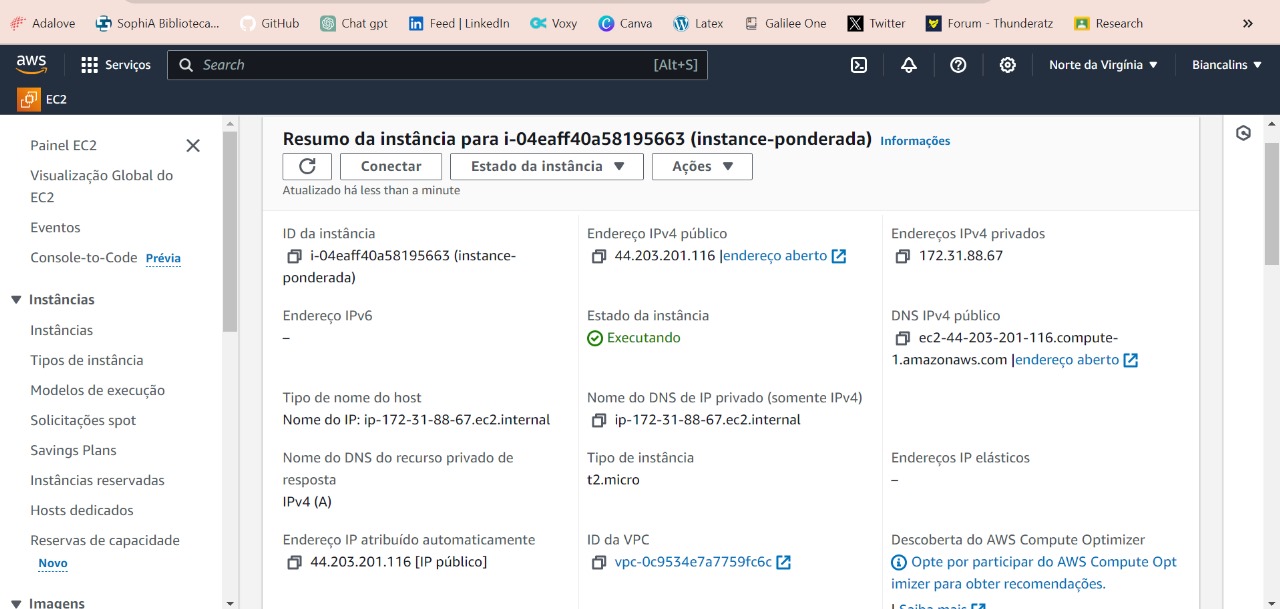 Adalove SophiA Biblioteca... GitHub Chat gpt Feed | LinkedIn Voxy Canva Latex Galilee One Twitter Forum - Thunderatz Research »
aws Serviços Search [Alt+S] Norte da Virgínia Biancalins
EC2
Painel EC2
Visualização Global do
EC2
Eventos
Console-to-Code Prévia
Instâncias
Instâncias
Tipos de instância
Modelos de execução
Solicitações spot
Savings Plans
Instâncias reservadas
Hosts dedicados
Reservas de capacidade
Novo
Imagens
Resumo da instância para i-04eaff40a58195663 (instance-ponderada) Informações
Conectar Estado da instância Ações
Atualizado há less than a minute
ID da instância
i-04eaff40a58195663 (instance-
ponderada)
Endereço IPv4 público
44.203.201.116 |endereço aberto
Endereços IPv4 privados
172.31.88.67
Endereço IPv6
–
Estado da instância
Executando
DNS IPv4 público
ec2-44-203-201-116.compute-
1.amazonaws.com |endereço aberto
Tipo de nome do host
Nome do IP: ip-172-31-88-67.ec2.internal
Nome do DNS de IP privado (somente IPv4)
ip-172-31-88-67.ec2.internal
Nome do DNS do recurso privado de
resposta
IPv4 (A)
Tipo de instância
t2.micro
Endereços IP elásticos
–
Endereço IP atribuído automaticamente
44.203.201.116 [IP público]
ID da VPC
vpc-0c9534e7a7759fc6c
Descoberta do AWS Compute Optimizer
Opte por participar do AWS Compute Opt
imizer para obter recomendações.
| Saiba mais